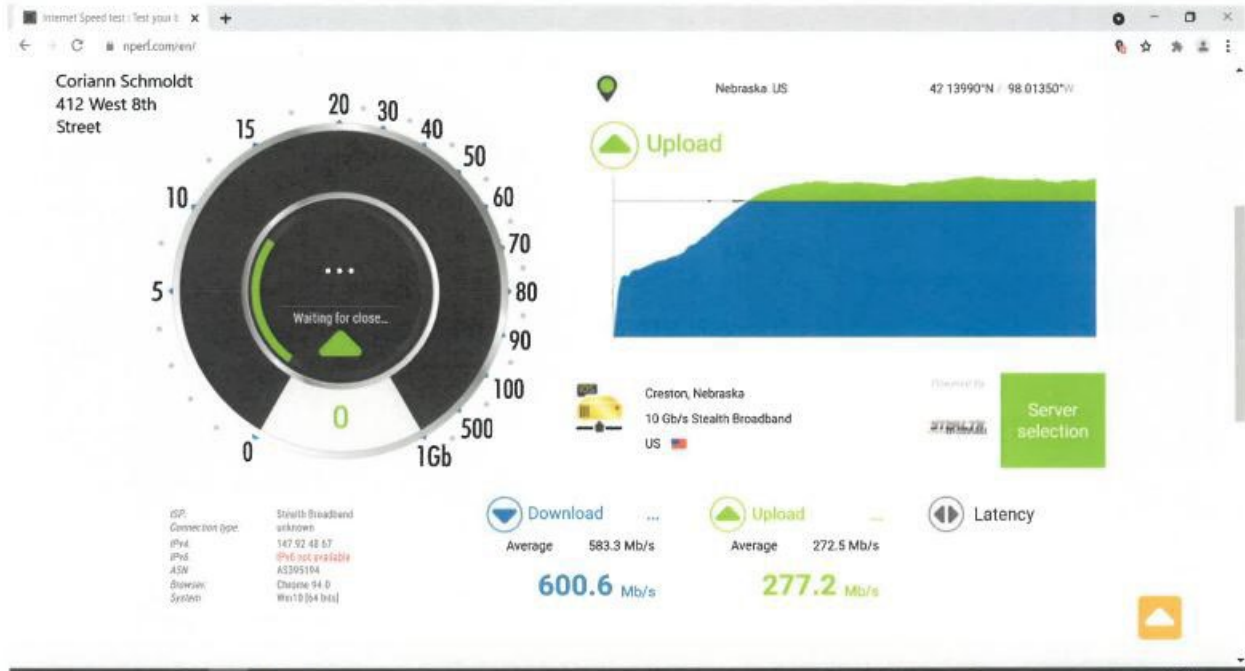 Internet Speed test : Test your b
nperf.com/en/
Coriann Schmoldt
412 West 8th
Street
0
5
10
15
20
30
40
50
60
70
80
90
100
500
1Gb
...
Waiting for close...
0
Nebraska US
42 13990°N / 98.01350°W
Upload
Creston, Nebraska
10 Gb/s Stealth Broadband
US
Powered By
Server
selection
ISP: Stealth Broadband
Connection type: unknown
IPv4 147.92 48 67
IPv6 IPv6 not available
ASN AS395194
Browser: Chrome 94.0
System Win10 [64 bits]
Download ...
Average 583.3 Mb/s
600.6 Mb/s
Upload ...
Average 272.5 Mb/s
277.2 Mb/s
Latency